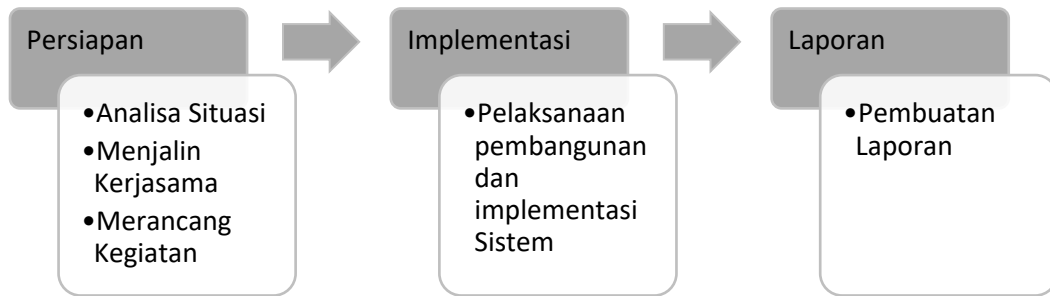 Persiapan
•Analisa Situasi
•Menjalin
Kerjasama
•Merancang
Kegiatan
Implementasi
•Pelaksanaan
pembangunan
dan
implementasi
Sistem
Laporan
•Pembuatan
Laporan